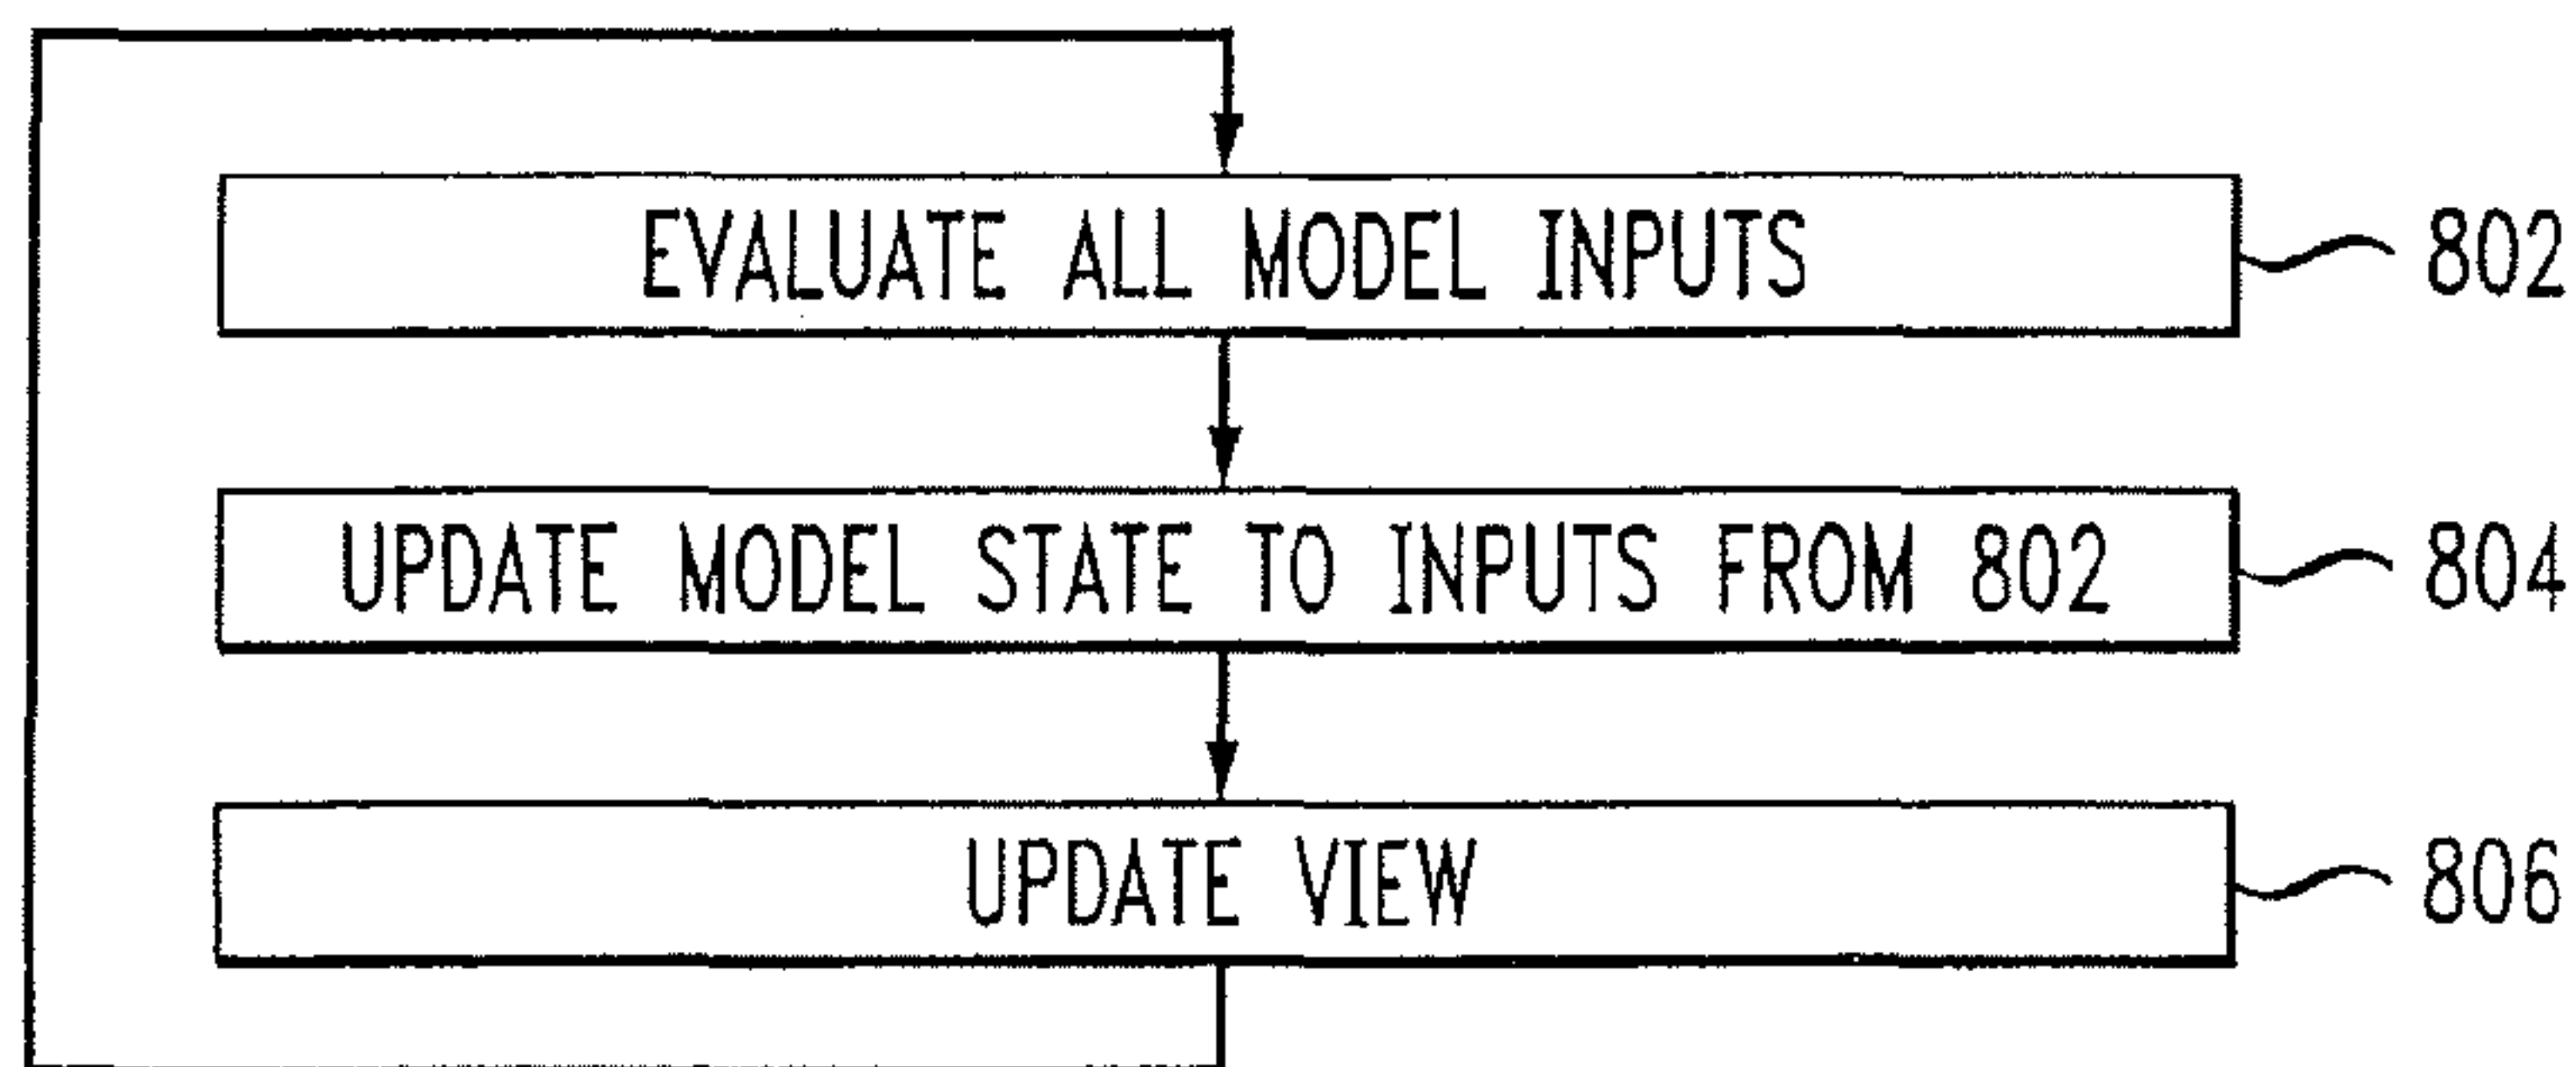 EVALUATE ALL MODEL INPUTS
802
UPDATE MODEL STATE TO INPUTS FROM 802
804
UPDATE VIEW
806